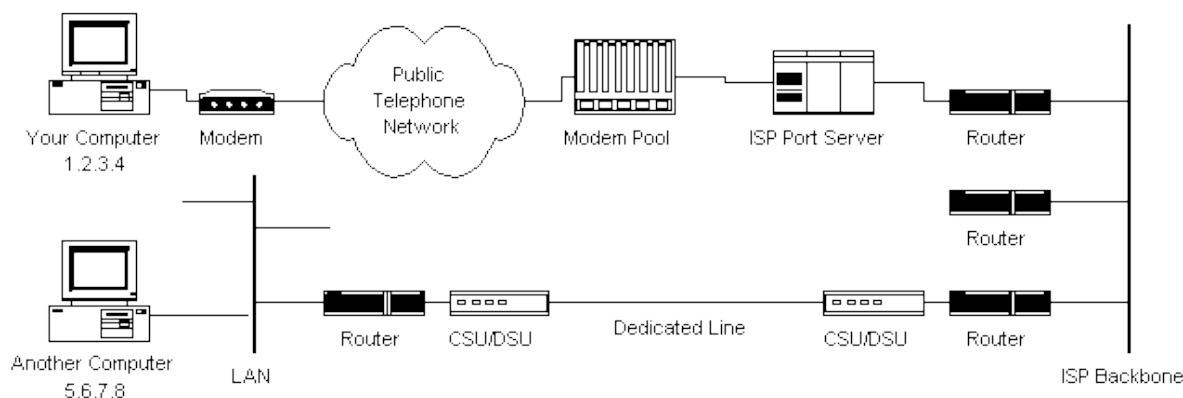 Public
Telephone
Network
Your Computer
1.2.3.4
Modem
Modem Pool
ISP Port Server
Router
Router
Another Computer
5.6.7.8
LAN
Router
CSU/DSU
Dedicated Line
CSU/DSU
Router
ISP Backbone